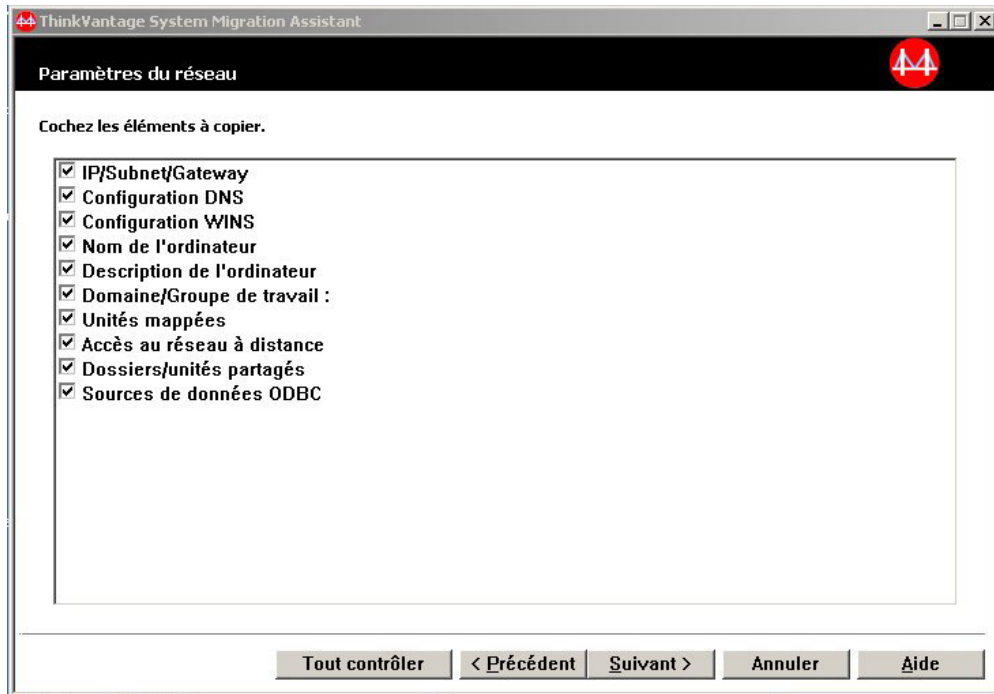 ThinkVantage System Migration Assistant
Paramètres du réseau
Cochez les éléments à copier.
IP/Subnet/Gateway
Configuration DNS
Configuration WINS
Nom de l'ordinateur
Description de l'ordinateur
Domaine/Groupe de travail :
Unités mappées
Accès au réseau à distance
Dossiers/unités partagés
Sources de données ODBC
Tout contrôler < Précédent Suivant > Annuler Aide